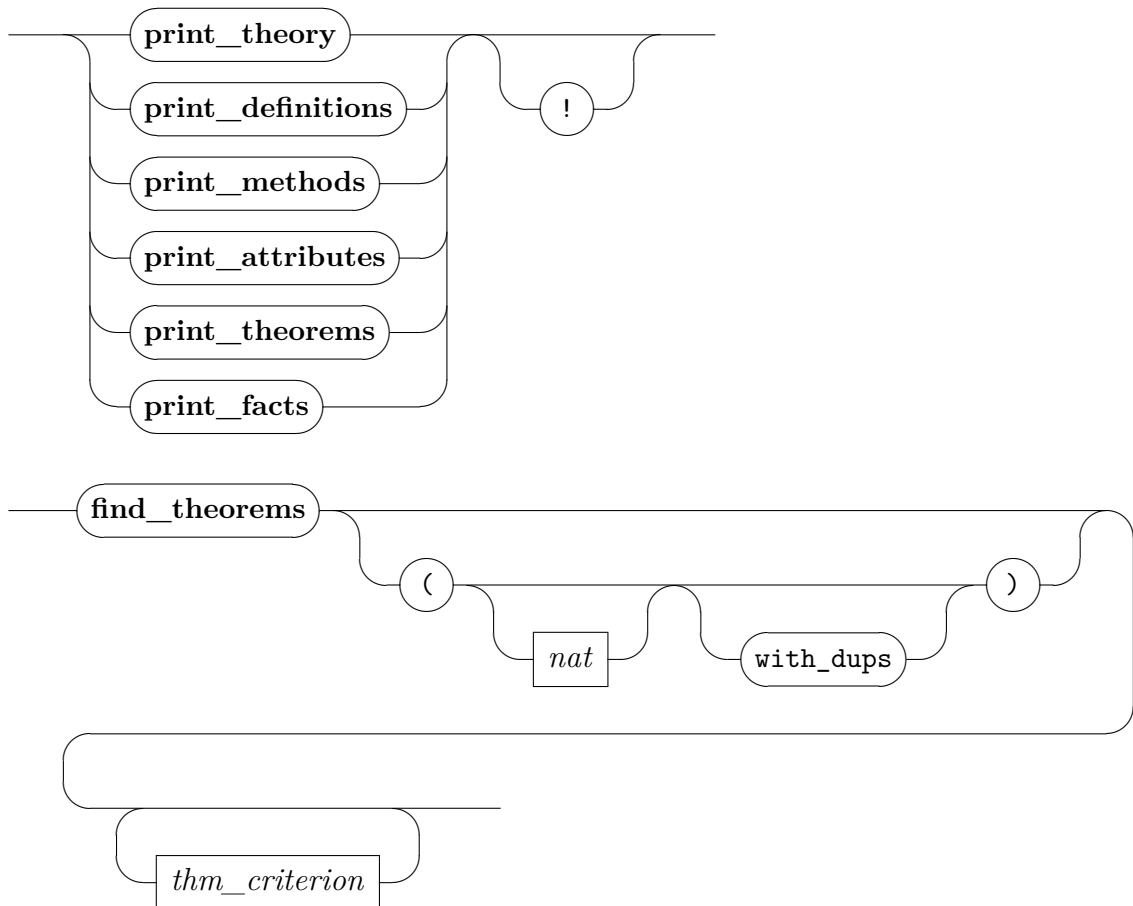 print_theory
print_definitions !
print_methods
print_attributes
print_theorems
print_facts
find_theorems
( )
nat with_dups
thm_criterion